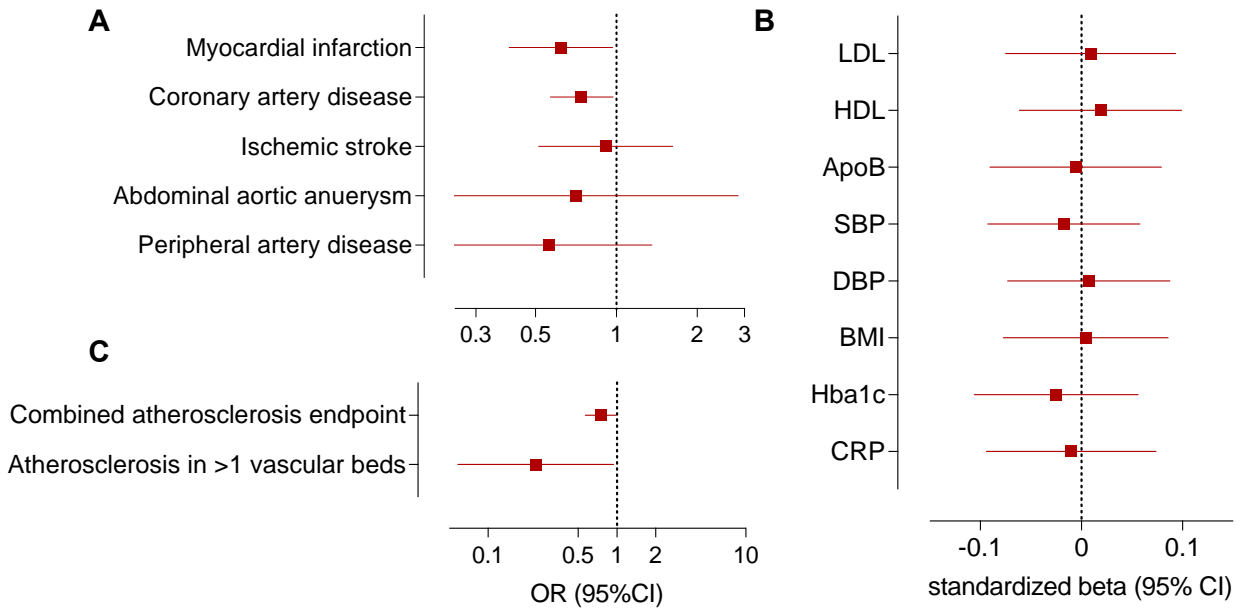 A
Myocardial infarction
Coronary artery disease
Ischemic stroke
Abdominal aortic anuerysm
Peripheral artery disease
0.3 0.5 1 2 3
C
Combined atherosclerosis endpoint
Atherosclerosis in >1 vascular beds
0.1 0.5 1 2 10
OR (95%CI)
B
LDL
HDL
ApoB
SBP
DBP
BMI
Hba1c
CRP
-0.1 0 0.1
standardized beta (95% CI)